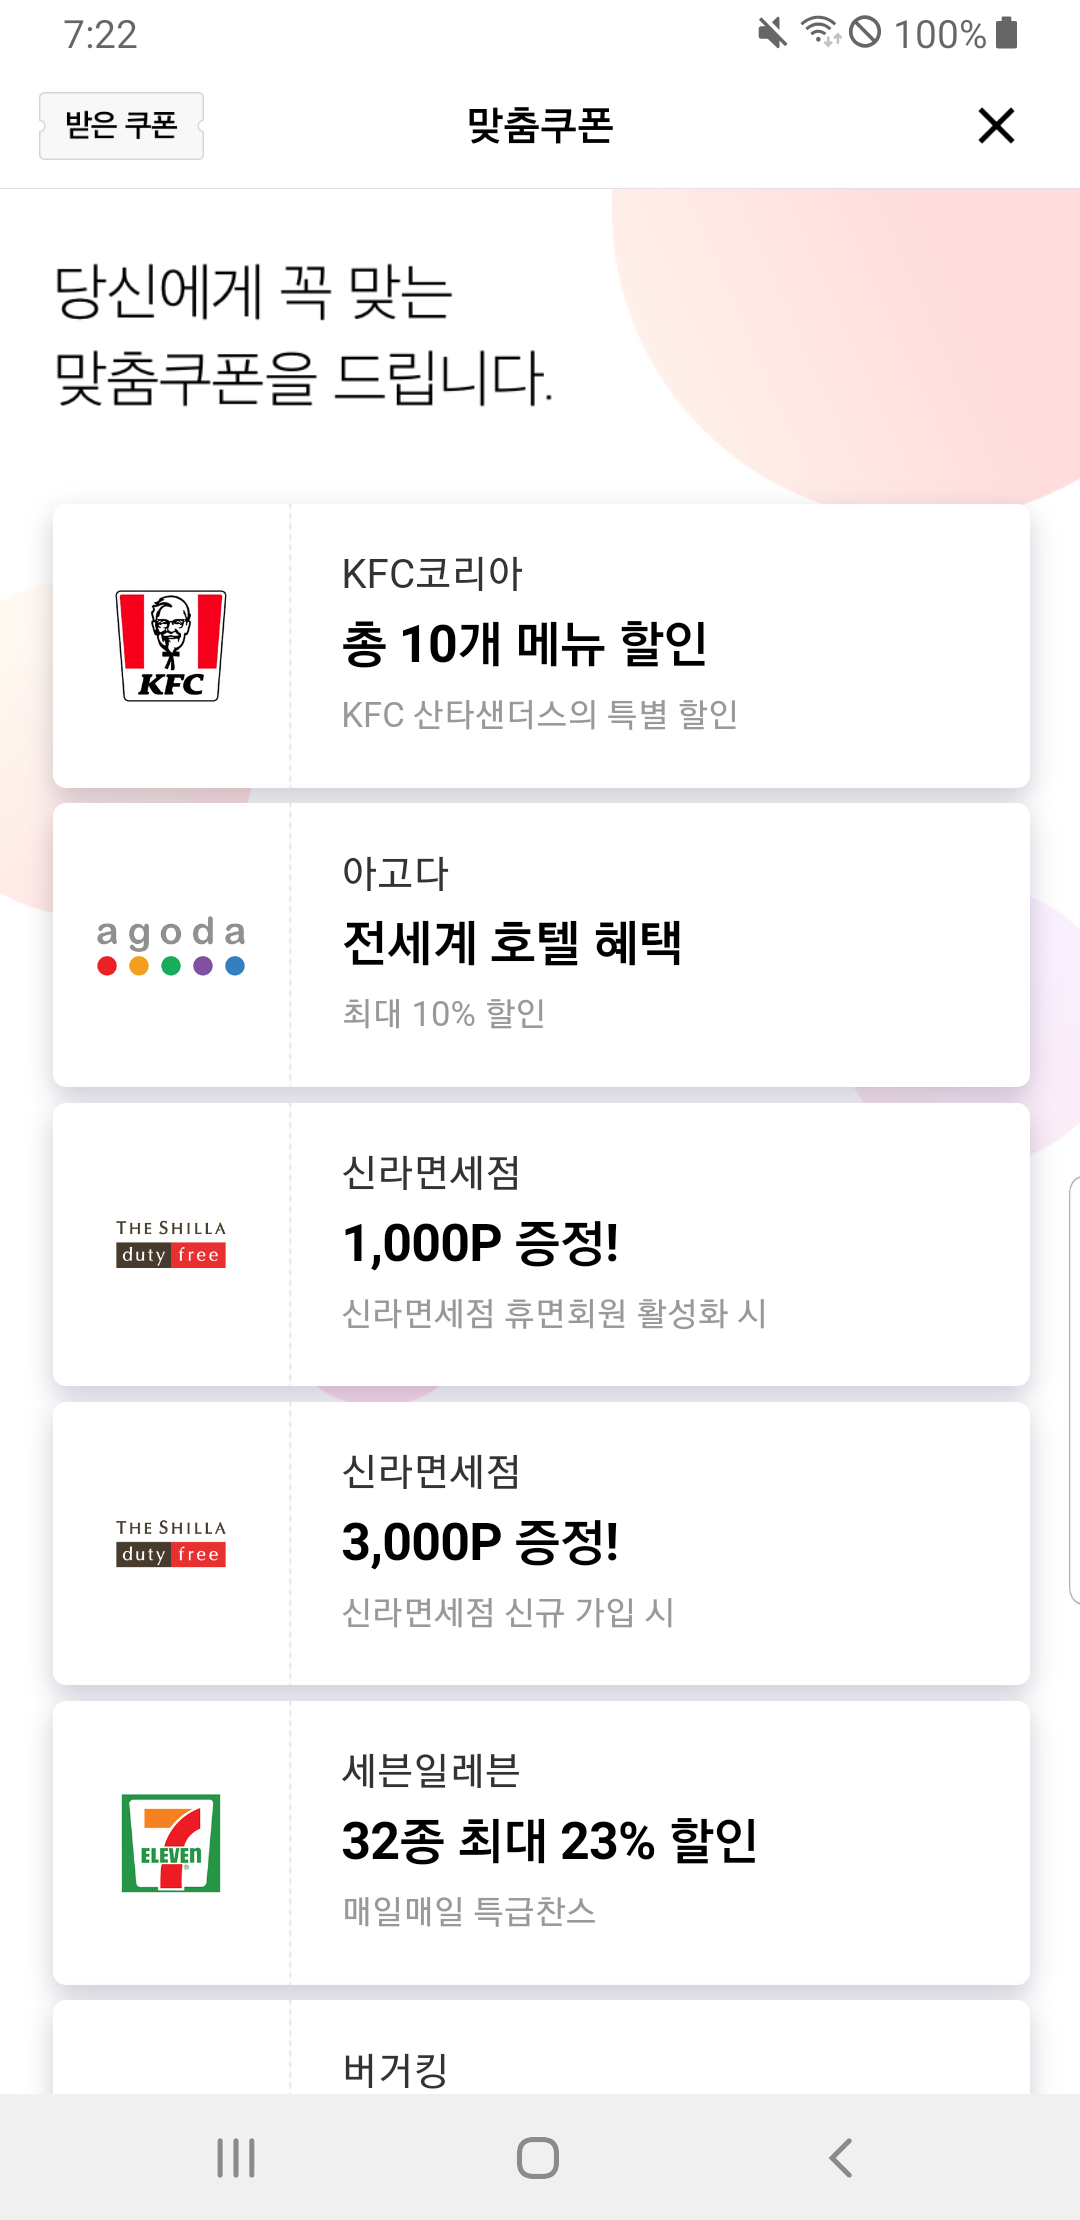 7:22
100%
받은 쿠폰
맞춤쿠폰
당신에게 꼭 맞는
맞춤쿠폰을 드립니다.
KFC
KFC코리아
총 10개 메뉴 할인
KFC 산타샌더스의 특별 할인
agoda
아고다
전세계 호텔 혜택
최대 10% 할인
THE SHILLA
duty free
신라면세점
1,000P 증정!
신라면세점 휴면회원 활성화 시
THE SHILLA
duty free
신라면세점
3,000P 증정!
신라면세점 신규 가입 시
7
ELEVEn
세븐일레븐
32종 최대 23% 할인
매일매일 특급찬스
버거킹